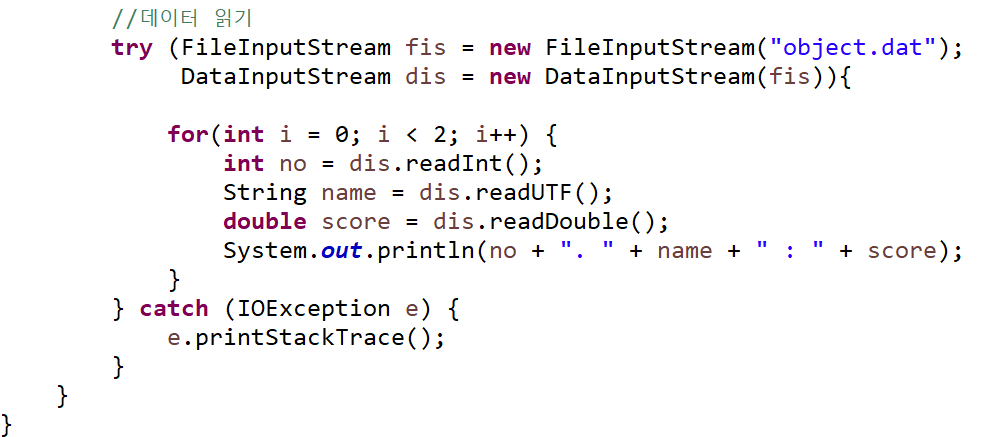 //데이터 읽기
try (FileInputStream fis = new FileInputStream("object.dat");
DataInputStream dis = new DataInputStream(fis)){
for(int i = 0; i < 2; i++) {
int no = dis.readInt();
String name = dis.readUTF();
double score = dis.readDouble();
System.out.println(no + ". " + name + " : " + score);
}
} catch (IOException e) {
e.printStackTrace();
}
}
}